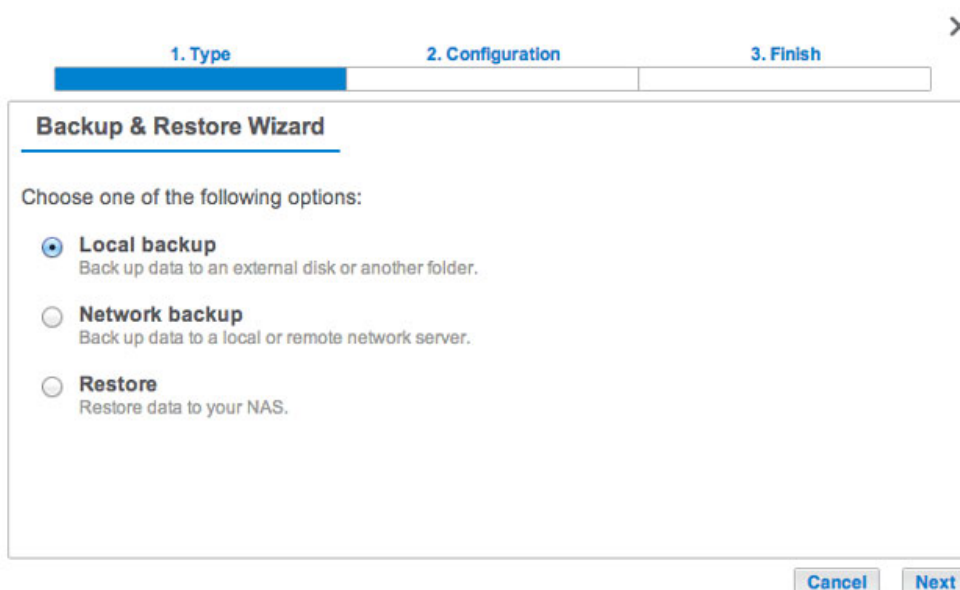 1. Type 2. Configuration 3. Finish
Backup & Restore Wizard
Choose one of the following options:
Local backup
Back up data to an external disk or another folder.
Network backup
Back up data to a local or remote network server.
Restore
Restore data to your NAS.
Cancel Next